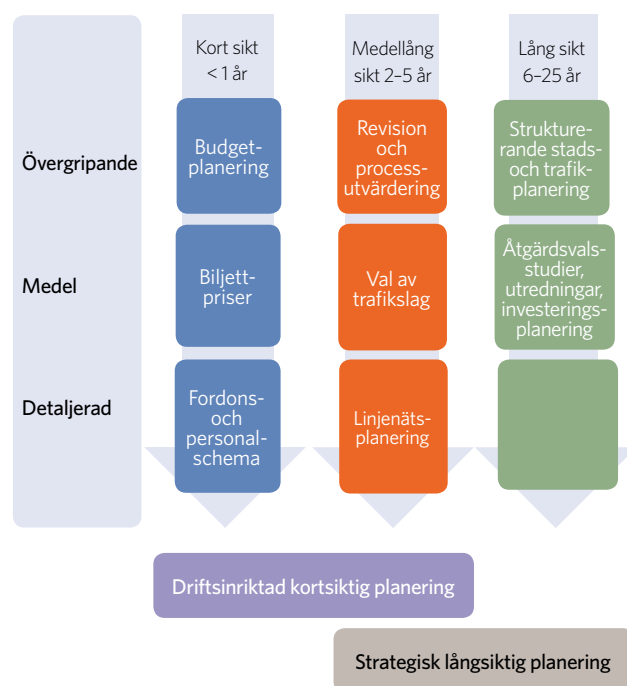 Kort sikt
< 1 år
Medellång
sikt 2–5 år
Lång sikt
6–25 år
Övergripande
Budget-
planering
Revision
och
process-
utvärdering
Strukture-
rande stads-
och trafik-
planering
Medel
Biljett-
priser
Val av
trafikslag
Åtgärdsvals-
studier,
utredningar,
investerings-
planering
Detaljerad
Fordons-
och
personal-
schema
Linjenäts-
planering
Driftsinriktad kortsiktig planering
Strategisk långsiktig planering